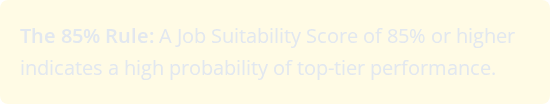 The 85% Rule: A Job Suitability Score of 85% or higher
indicates a high probability of top-tier performance.